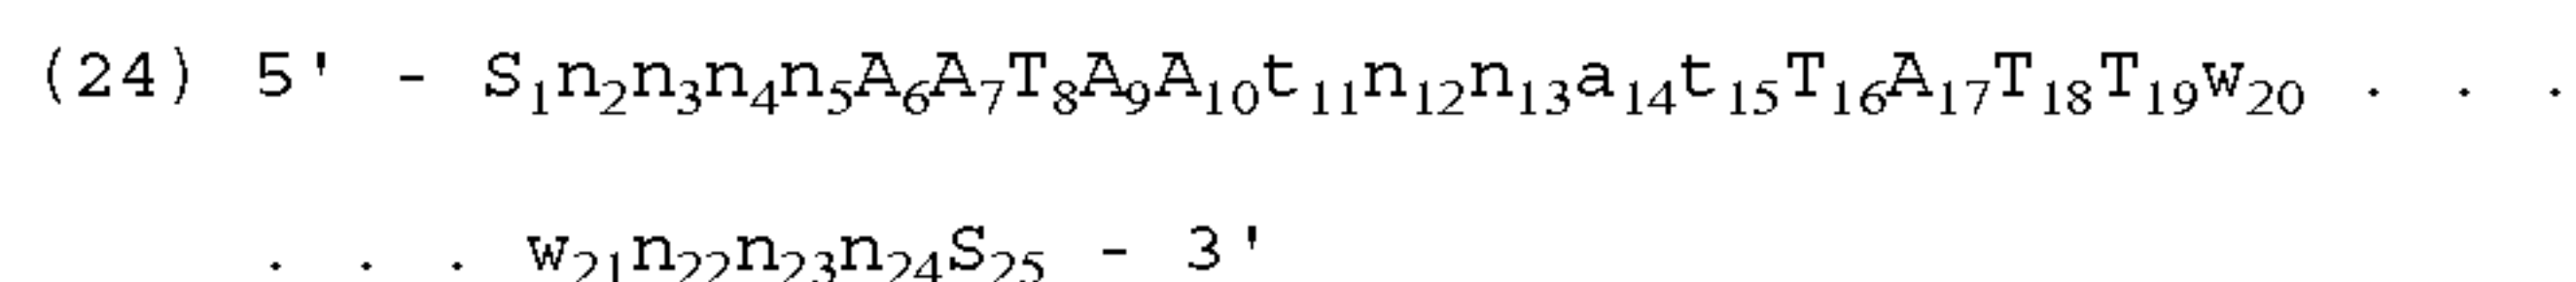 (24) 5' - S₁n₂n₃n₄n₅A₆A₇T₈A₉A₁₀t₁₁n₁₂n₁₃a₁₄t₁₅T₁₆A₁₇T₁₈T₁₉w₂₀ . . .
. . . w₂₁n₂₂n₂₃n₂₄S₂₅ - 3'